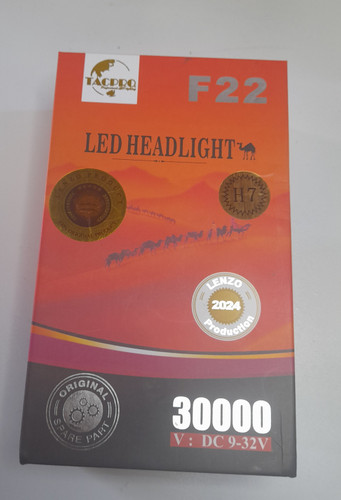 TACPRO
F22
LED HEADLIGHT
H7
LENZO
2024
Production
ORIGINAL
SPARE PART
30000
V : DC 9-32V